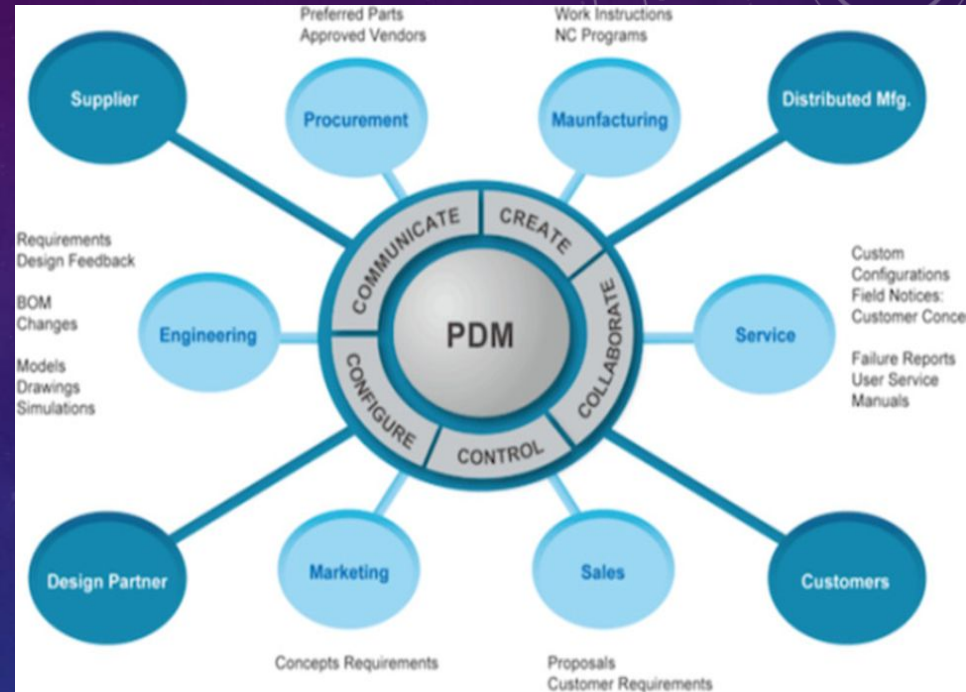 Preferred Parts
Approved Vendors
Work Instructions
NC Programs
Supplier
Procurement
Maunfacturing
Distributed Mfg.
COMMUNICATE
CREATE
Requirements
Design Feedback
BOM
Changes
Models
Drawings
Simulations
Engineering
PDM
COLLABORATE
Service
Custom
Configurations
Field Notices:
Customer Conce
Failure Reports
User Service
Manuals
CONFIGURE
CONTROL
Design Partner
Marketing
Sales
Customers
Concepts Requirements
Proposals
Customer Requirements